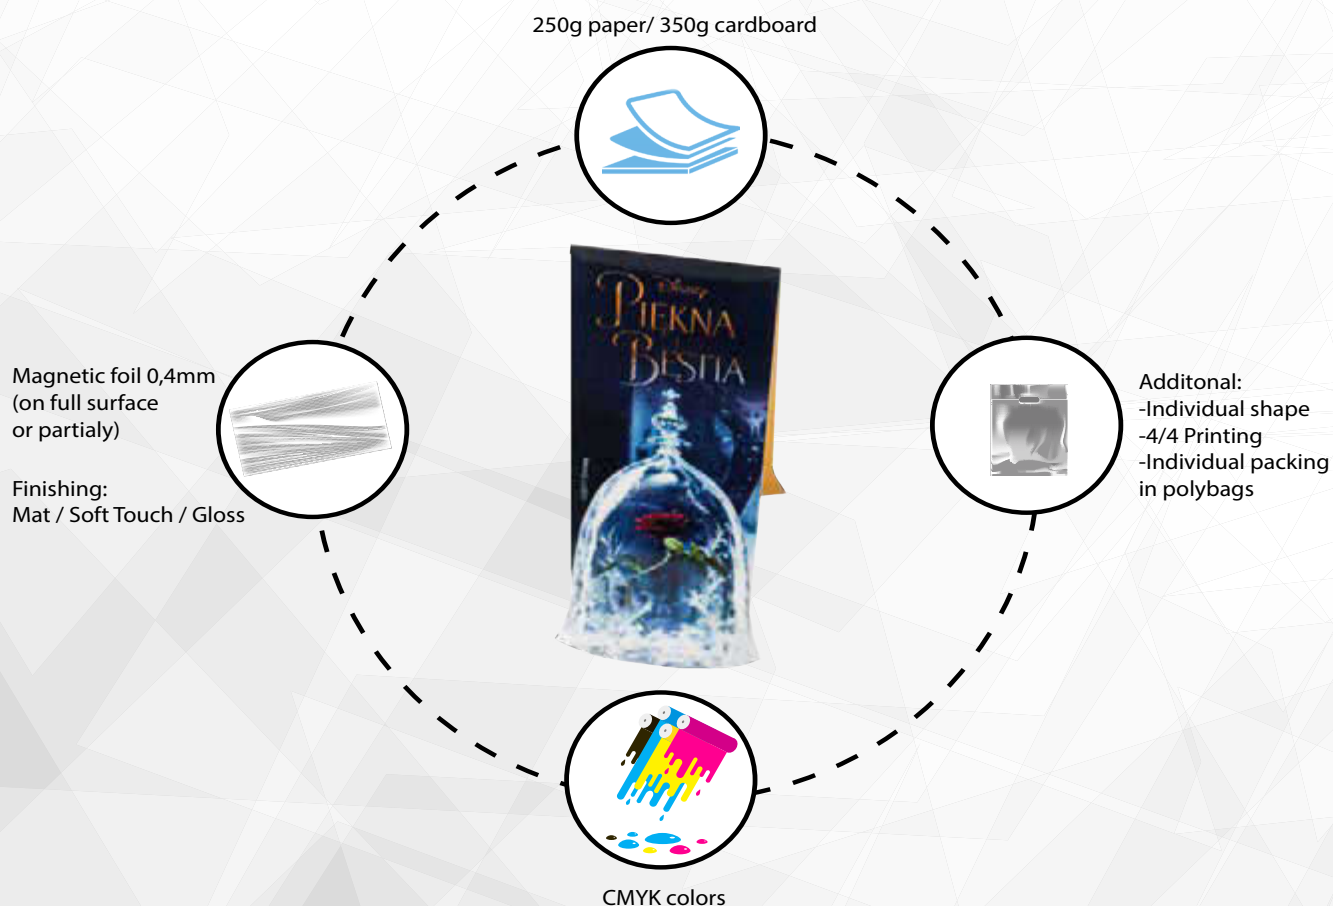 250g paper/ 350g cardboard
Disney
PIĘKNA
BESTIA
Magnetic foil 0,4mm
(on full surface
or partialy)
Finishing:
Mat / Soft Touch / Gloss
Additonal:
-Individual shape
-4/4 Printing
-Individual packing
in polybags
CMYK colors